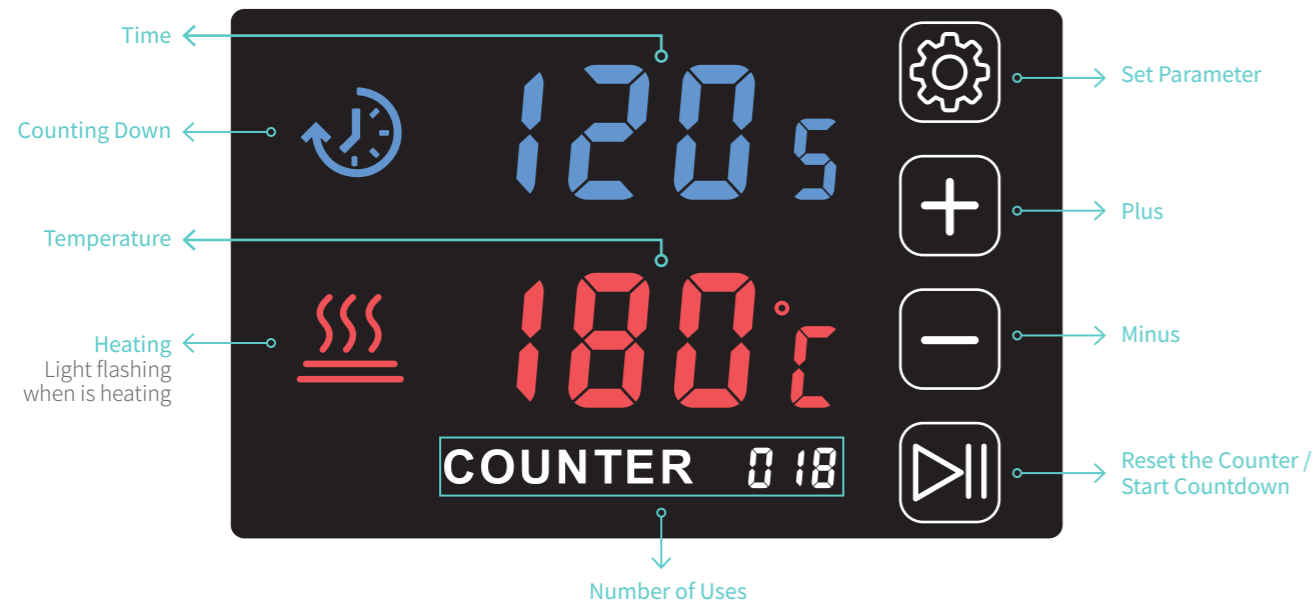 Time
120s
Set Parameter
Counting Down
Plus
Temperature
180°c
Minus
Heating
Light flashing
when is heating
COUNTER 018
Reset the Counter /
Start Countdown
Number of Uses